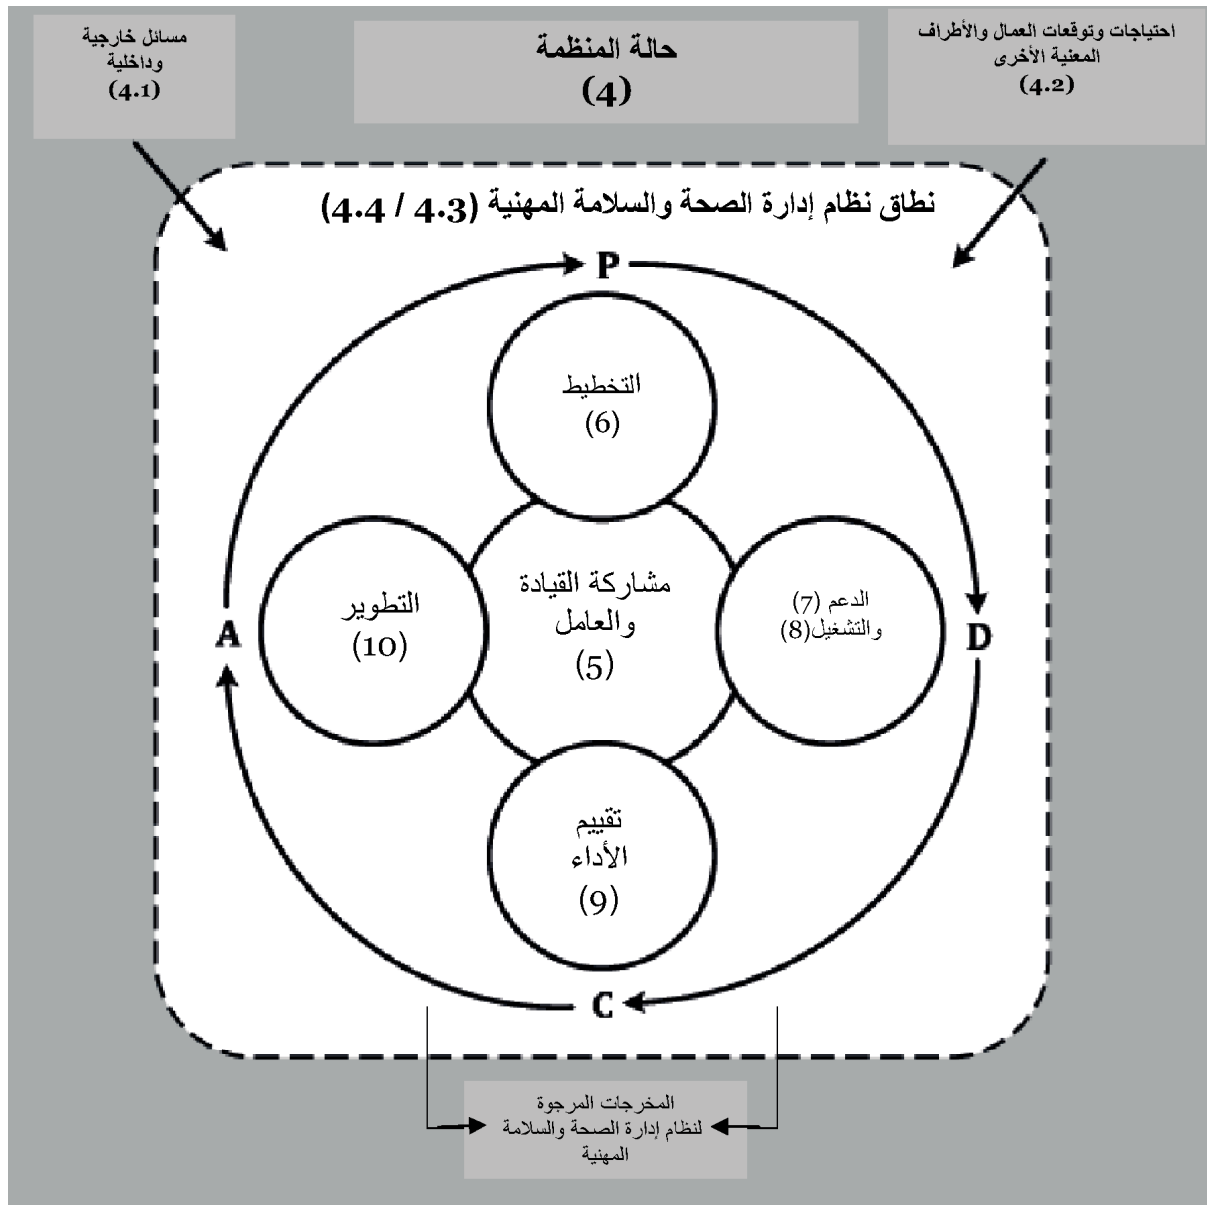 احتياجات وتوقعات العمال والأطراف
المعنية الأخرى
(4.2)
حالة المنظمة
(4)
مسائل خارجية
وداخلية
(4.1)
نطاق نظام إدارة الصحة والسلامة المهنية (4.3 / 4.4)
P
التخطيط
(6)
الدعم (7)
والتشغيل(8)
D
مشاركة القيادة
والعامل
(5)
التطوير
(10)
A
تقييم
الأداء
(9)
C
المخرجات المرجوة
لنظام إدارة الصحة والسلامة
المهنية